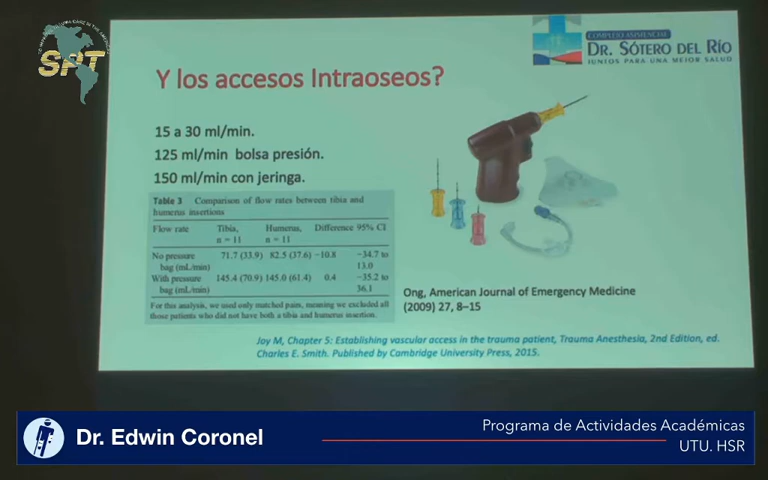 SPT
COMPLEJO ASISTENCIAL
DR. SÓTERO DEL RÍO
JUNTOS PARA UNA MEJOR SALUD
Y los accesos Intraoseos?
15 a 30 ml/min.
125 ml/min bolsa presión.
150 ml/min con jeringa.
Table 3 Comparison of flow rates between tibia and
humerus insertions
Flow rate Tibia, Humerus, Difference 95% CI
n = 11 n = 11
No pressure 71.7 (33.9) 82.5 (37.6) −10.8 −34.7 to
bag (mL/min) 13.0
With pressure 145.4 (70.9) 145.0 (61.4) 0.4 −35.2 to
bag (mL/min) 36.1
For this analysis, we used only matched pairs, meaning we excluded all
those patients who did not have both a tibia and humerus insertion.
Ong, American Journal of Emergency Medicine
(2009) 27, 8–15
Joy M, Chapter 5: Establishing vascular access in the trauma patient, Trauma Anesthesia, 2nd Edition, ed.
Charles E. Smith. Published by Cambridge University Press, 2015.
Dr. Edwin Coronel
Programa de Actividades Académicas
UTU. HSR